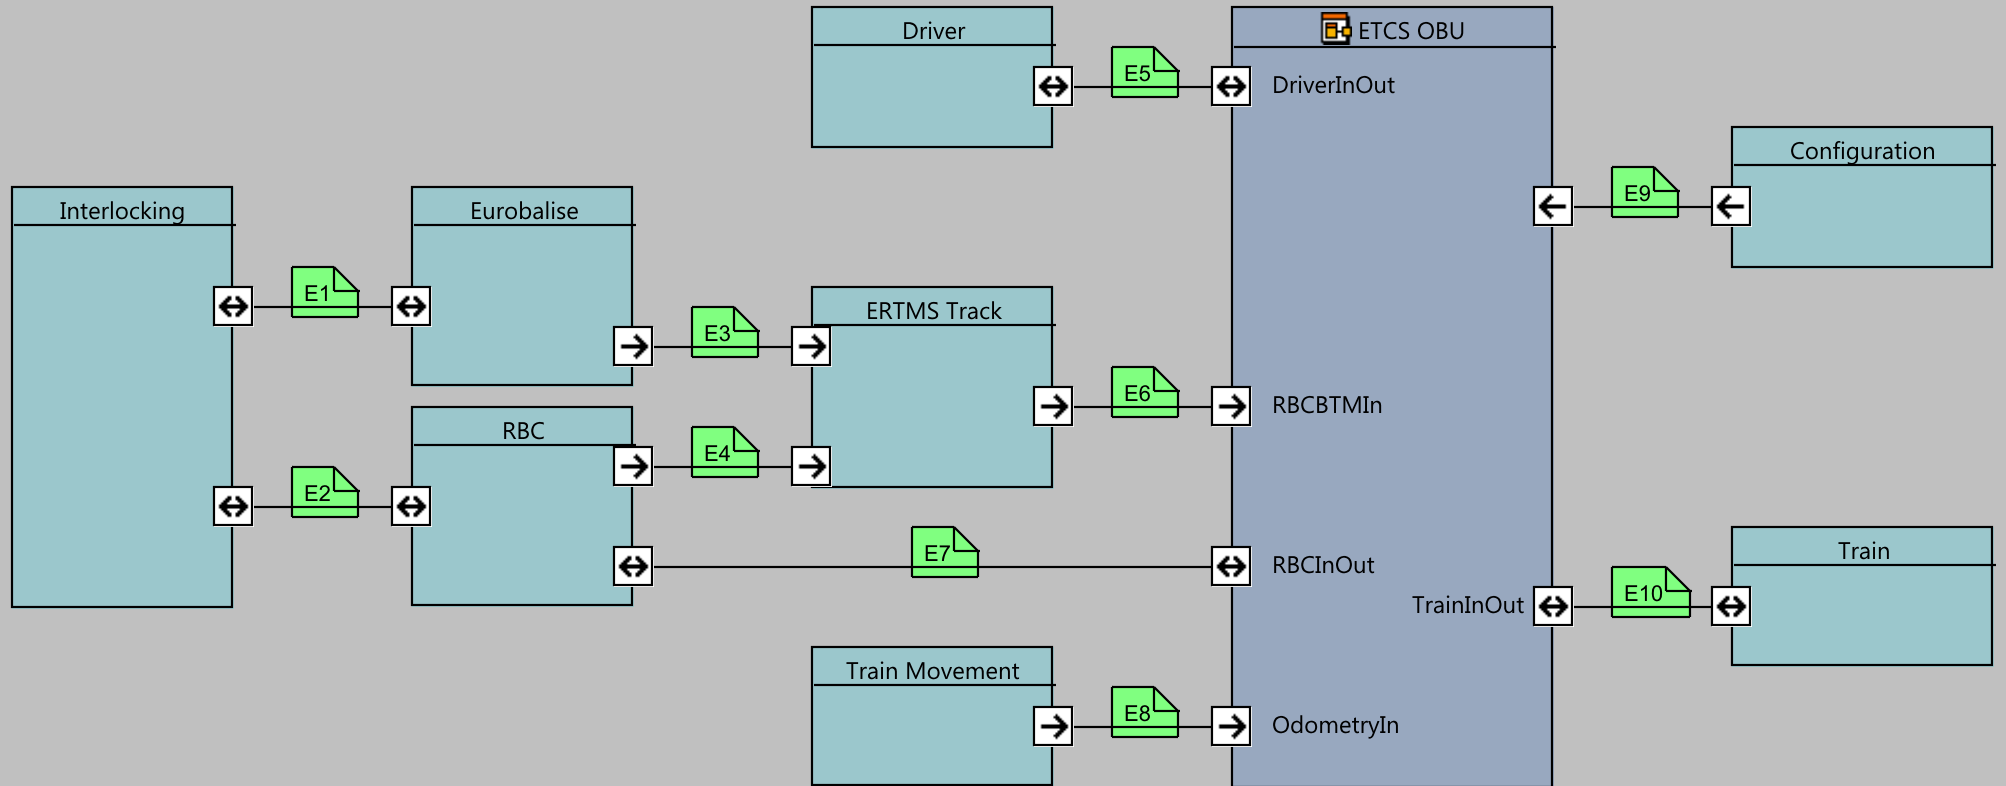 Driver
ETCS OBU
E5
DriverInOut
Configuration
E9
Interlocking
Eurobalise
E1
ERTMS Track
E3
E6
RBCBTMIn
RBC
E4
E2
E7
RBCInOut
Train
E10
TrainInOut
Train Movement
E8
OdometryIn